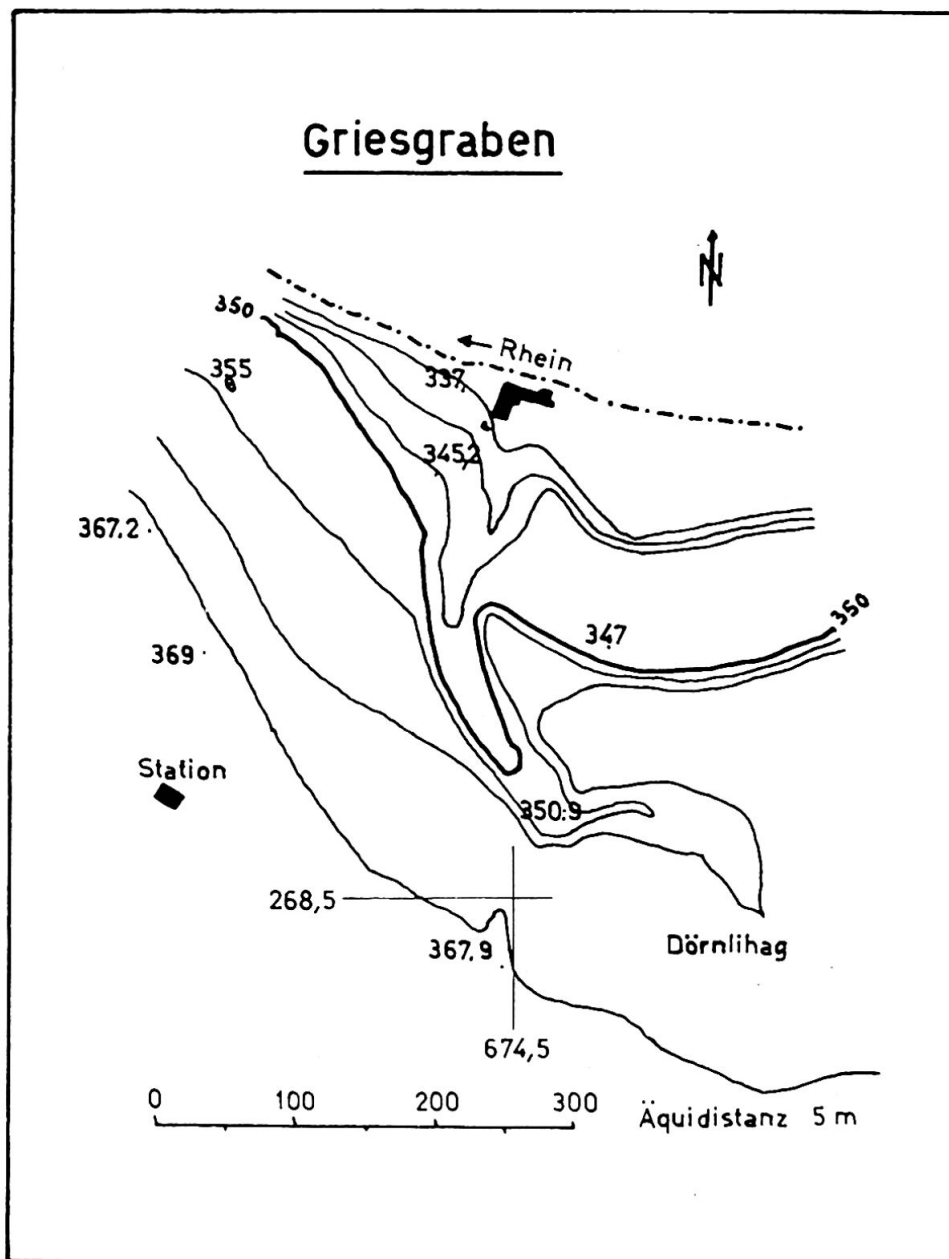 Griesgraben
N
350
← Rhein
355
337,
345,2
367.2
350
347
369
Station
350.9
268,5
Dörnlihag
367.9
674,5
0 100 200 300
Äquidistanz 5 m